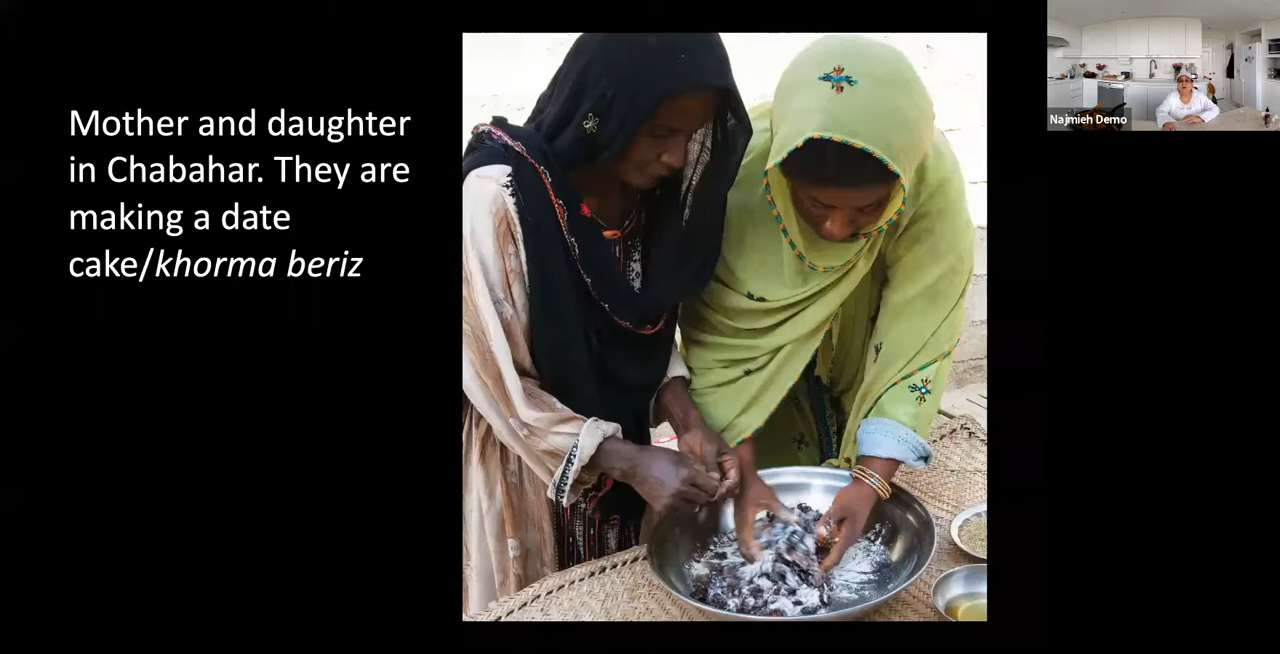 Mother and daughter
in Chabahar. They are
making a date
cake/khorma beriz
Najmieh Demo